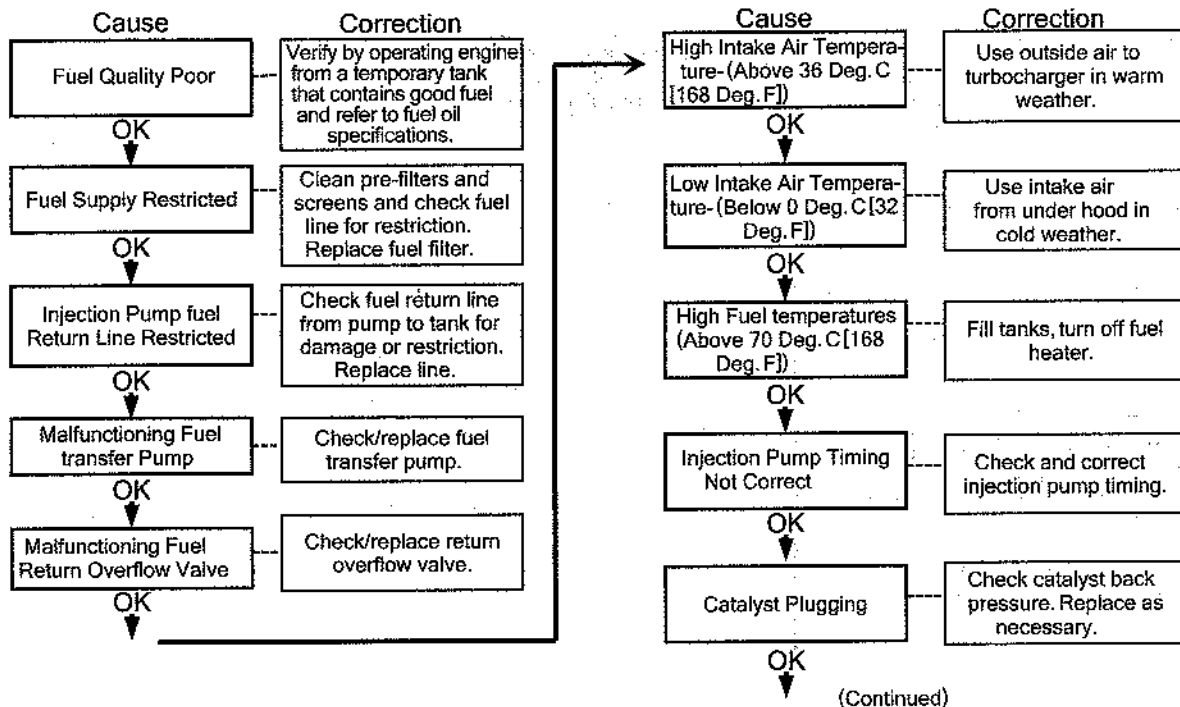 Cause
Correction
Fuel Quality Poor
Verify by operating engine
from a temporary tank
that contains good fuel
and refer to fuel oil
specifications.
OK
Fuel Supply Restricted
Clean pre-filters and
screens and check fuel
line for restriction.
Replace fuel filter.
OK
Injection Pump fuel
Return Line Restricted
Check fuel return line
from pump to tank for
damage or restriction.
Replace line.
OK
Malfunctioning Fuel
transfer Pump
Check/replace fuel
transfer pump.
OK
Malfunctioning Fuel
Return Overflow Valve
Check/replace return
overflow valve.
OK
Cause
Correction
High Intake Air Tempera-
ture-(Above 36 Deg. C
[168 Deg. F])
Use outside air to
turbocharger in warm
weather.
OK
Low Intake Air Tempera-
ture-(Below 0 Deg. C [32
Deg. F])
Use intake air
from under hood in
cold weather.
OK
High Fuel temperatures
(Above 70 Deg. C [168
Deg. F])
Fill tanks, turn off fuel
heater.
OK
Injection Pump Timing
Not Correct
Check and correct
injection pump timing.
OK
Catalyst Plugging
Check catalyst back
pressure. Replace as
necessary.
OK
(Continued)